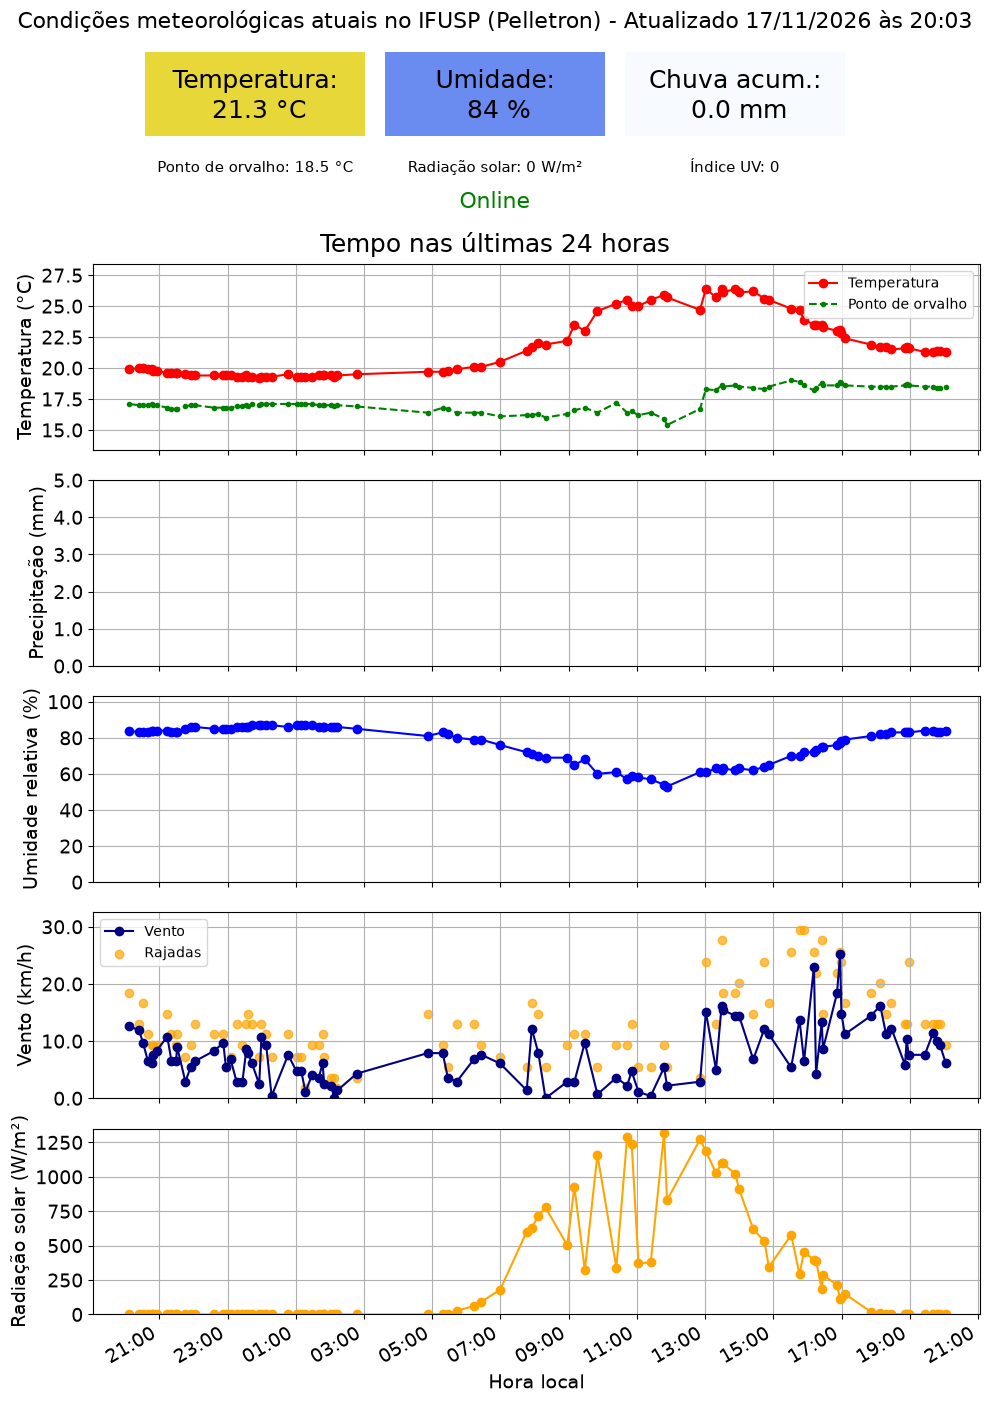 Condições meteorológicas atuais no IFUSP (Pelletron) - Atualizado 17/11/2026 às 20:03
Temperatura:
21.3 °C
Umidade:
84 %
Chuva acum.:
0.0 mm
Ponto de orvalho: 18.5 °C
Radiação solar: 0 W/m²
Índice UV: 0
Online
Tempo nas últimas 24 horas
Temperatura (°C)
27.5
25.0
22.5
20.0
17.5
15.0
Temperatura
Ponto de orvalho
Precipitação (mm)
5.0
4.0
3.0
2.0
1.0
0.0
Umidade relativa (%)
100
80
60
40
20
0
Vento (km/h)
30.0
20.0
10.0
0.0
Vento
Rajadas
Radiação solar (W/m²)
1250
1000
750
500
250
0
21:00
23:00
01:00
03:00
05:00
07:00
09:00
11:00
13:00
15:00
17:00
19:00
21:00
Hora local